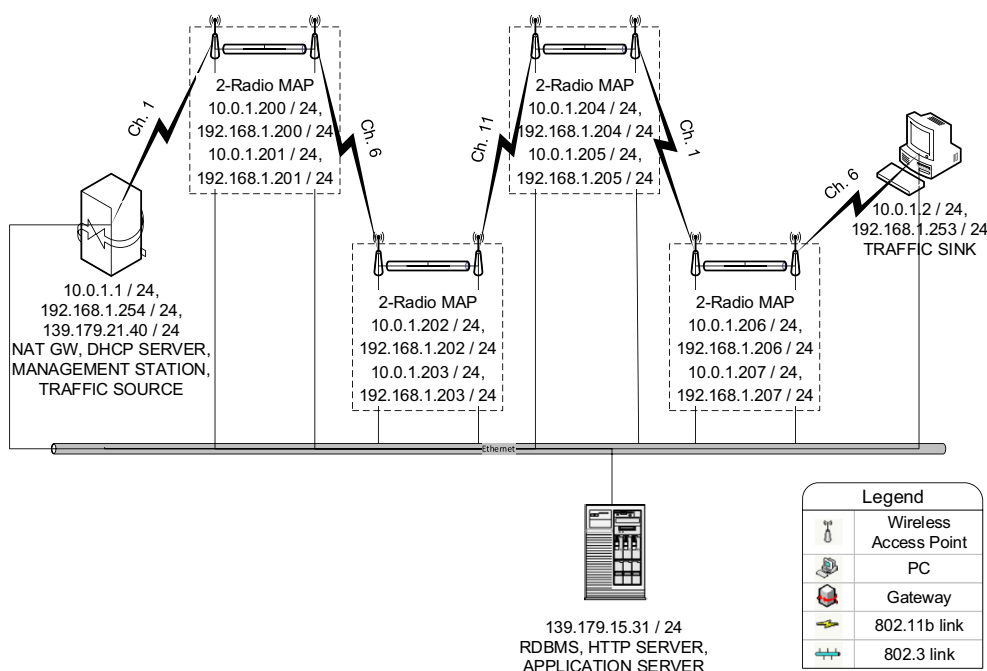 2-Radio MAP
10.0.1.200 / 24,
192.168.1.200 / 24
10.0.1.201 / 24,
192.168.1.201 / 24
2-Radio MAP
10.0.1.204 / 24,
192.168.1.204 / 24
10.0.1.205 / 24,
192.168.1.205 / 24
Ch. 1
Ch. 6
Ch. 11
Ch. 1
Ch. 6
10.0.1.2 / 24,
192.168.1.253 / 24
TRAFFIC SINK
10.0.1.1 / 24,
192.168.1.254 / 24,
139.179.21.40 / 24
NAT GW, DHCP SERVER,
MANAGEMENT STATION,
TRAFFIC SOURCE
2-Radio MAP
10.0.1.202 / 24,
192.168.1.202 / 24
10.0.1.203 / 24,
192.168.1.203 / 24
2-Radio MAP
10.0.1.206 / 24,
192.168.1.206 / 24
10.0.1.207 / 24,
192.168.1.207 / 24
Ethernet
139.179.15.31 / 24
RDBMS, HTTP SERVER,
APPLICATION SERVER
Legend
Wireless
Access Point
PC
Gateway
802.11b link
802.3 link